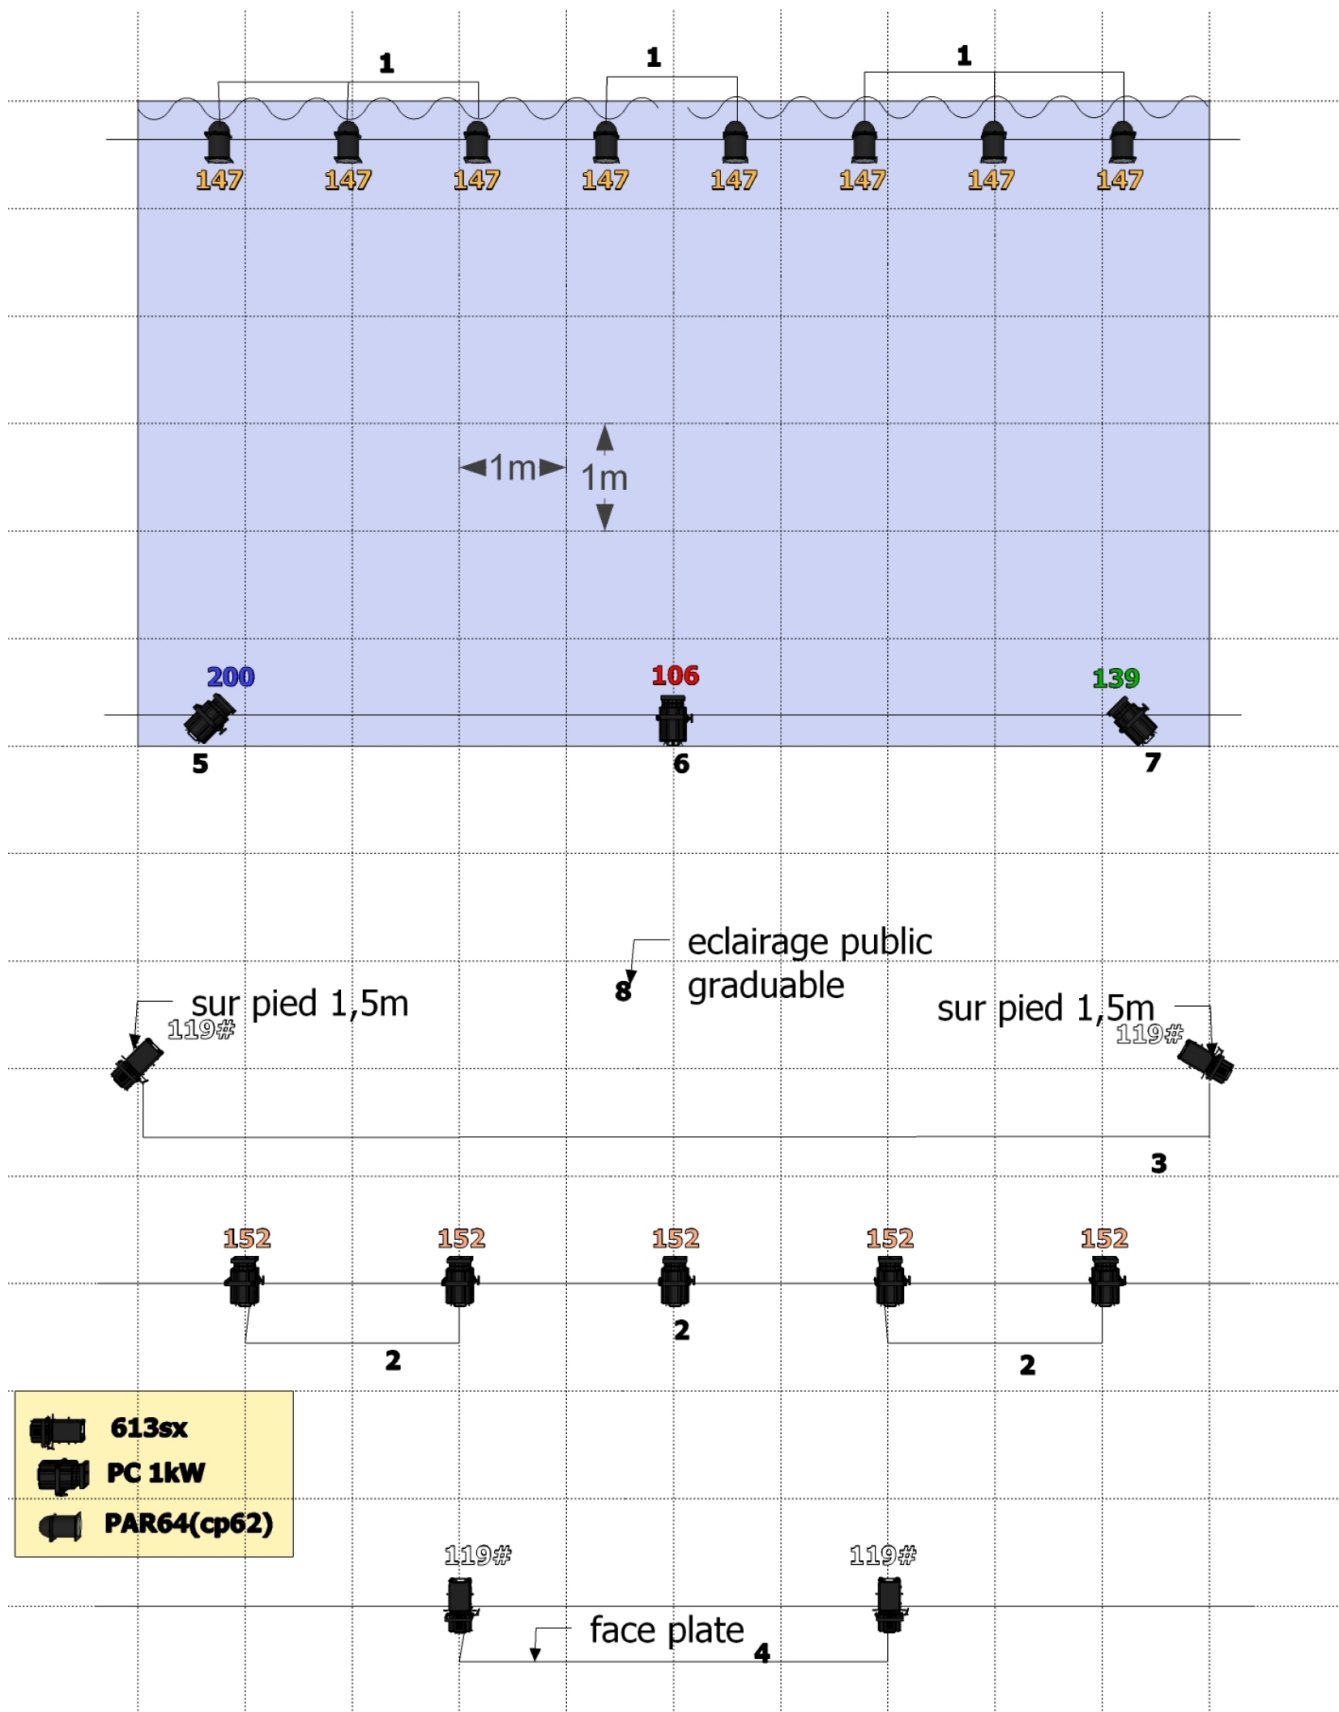 1 1 1
147 147 147 147 147 147 147 147
1m 1m
200 106 139
5 6 7
eclairage public
graduable
8
sur pied 1,5m sur pied 1,5m
119# 119#
3
152 152 152 152 152
2 2 2
613sx
PC 1kW
PAR64(cp62)
119# 119#
face plate
4